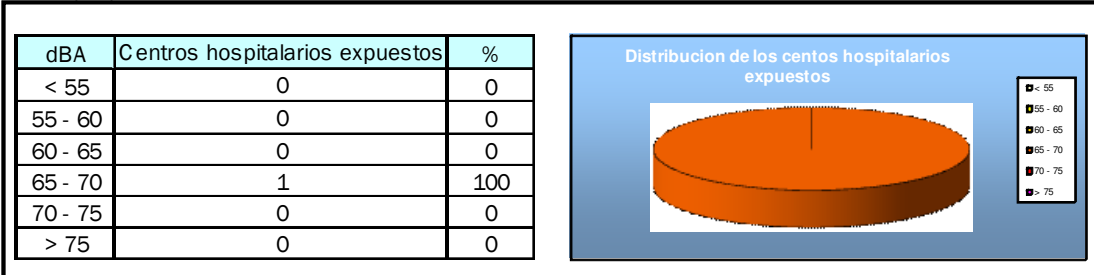 dBA Centros hospitalarios expuestos %
< 55 0 0
55 - 60 0 0
60 - 65 0 0
65 - 70 1 100
70 - 75 0 0
> 75 0 0
Distribucion de los centos hospitalarios
expuestos
< 55
55 - 60
60 - 65
65 - 70
70 - 75
> 75